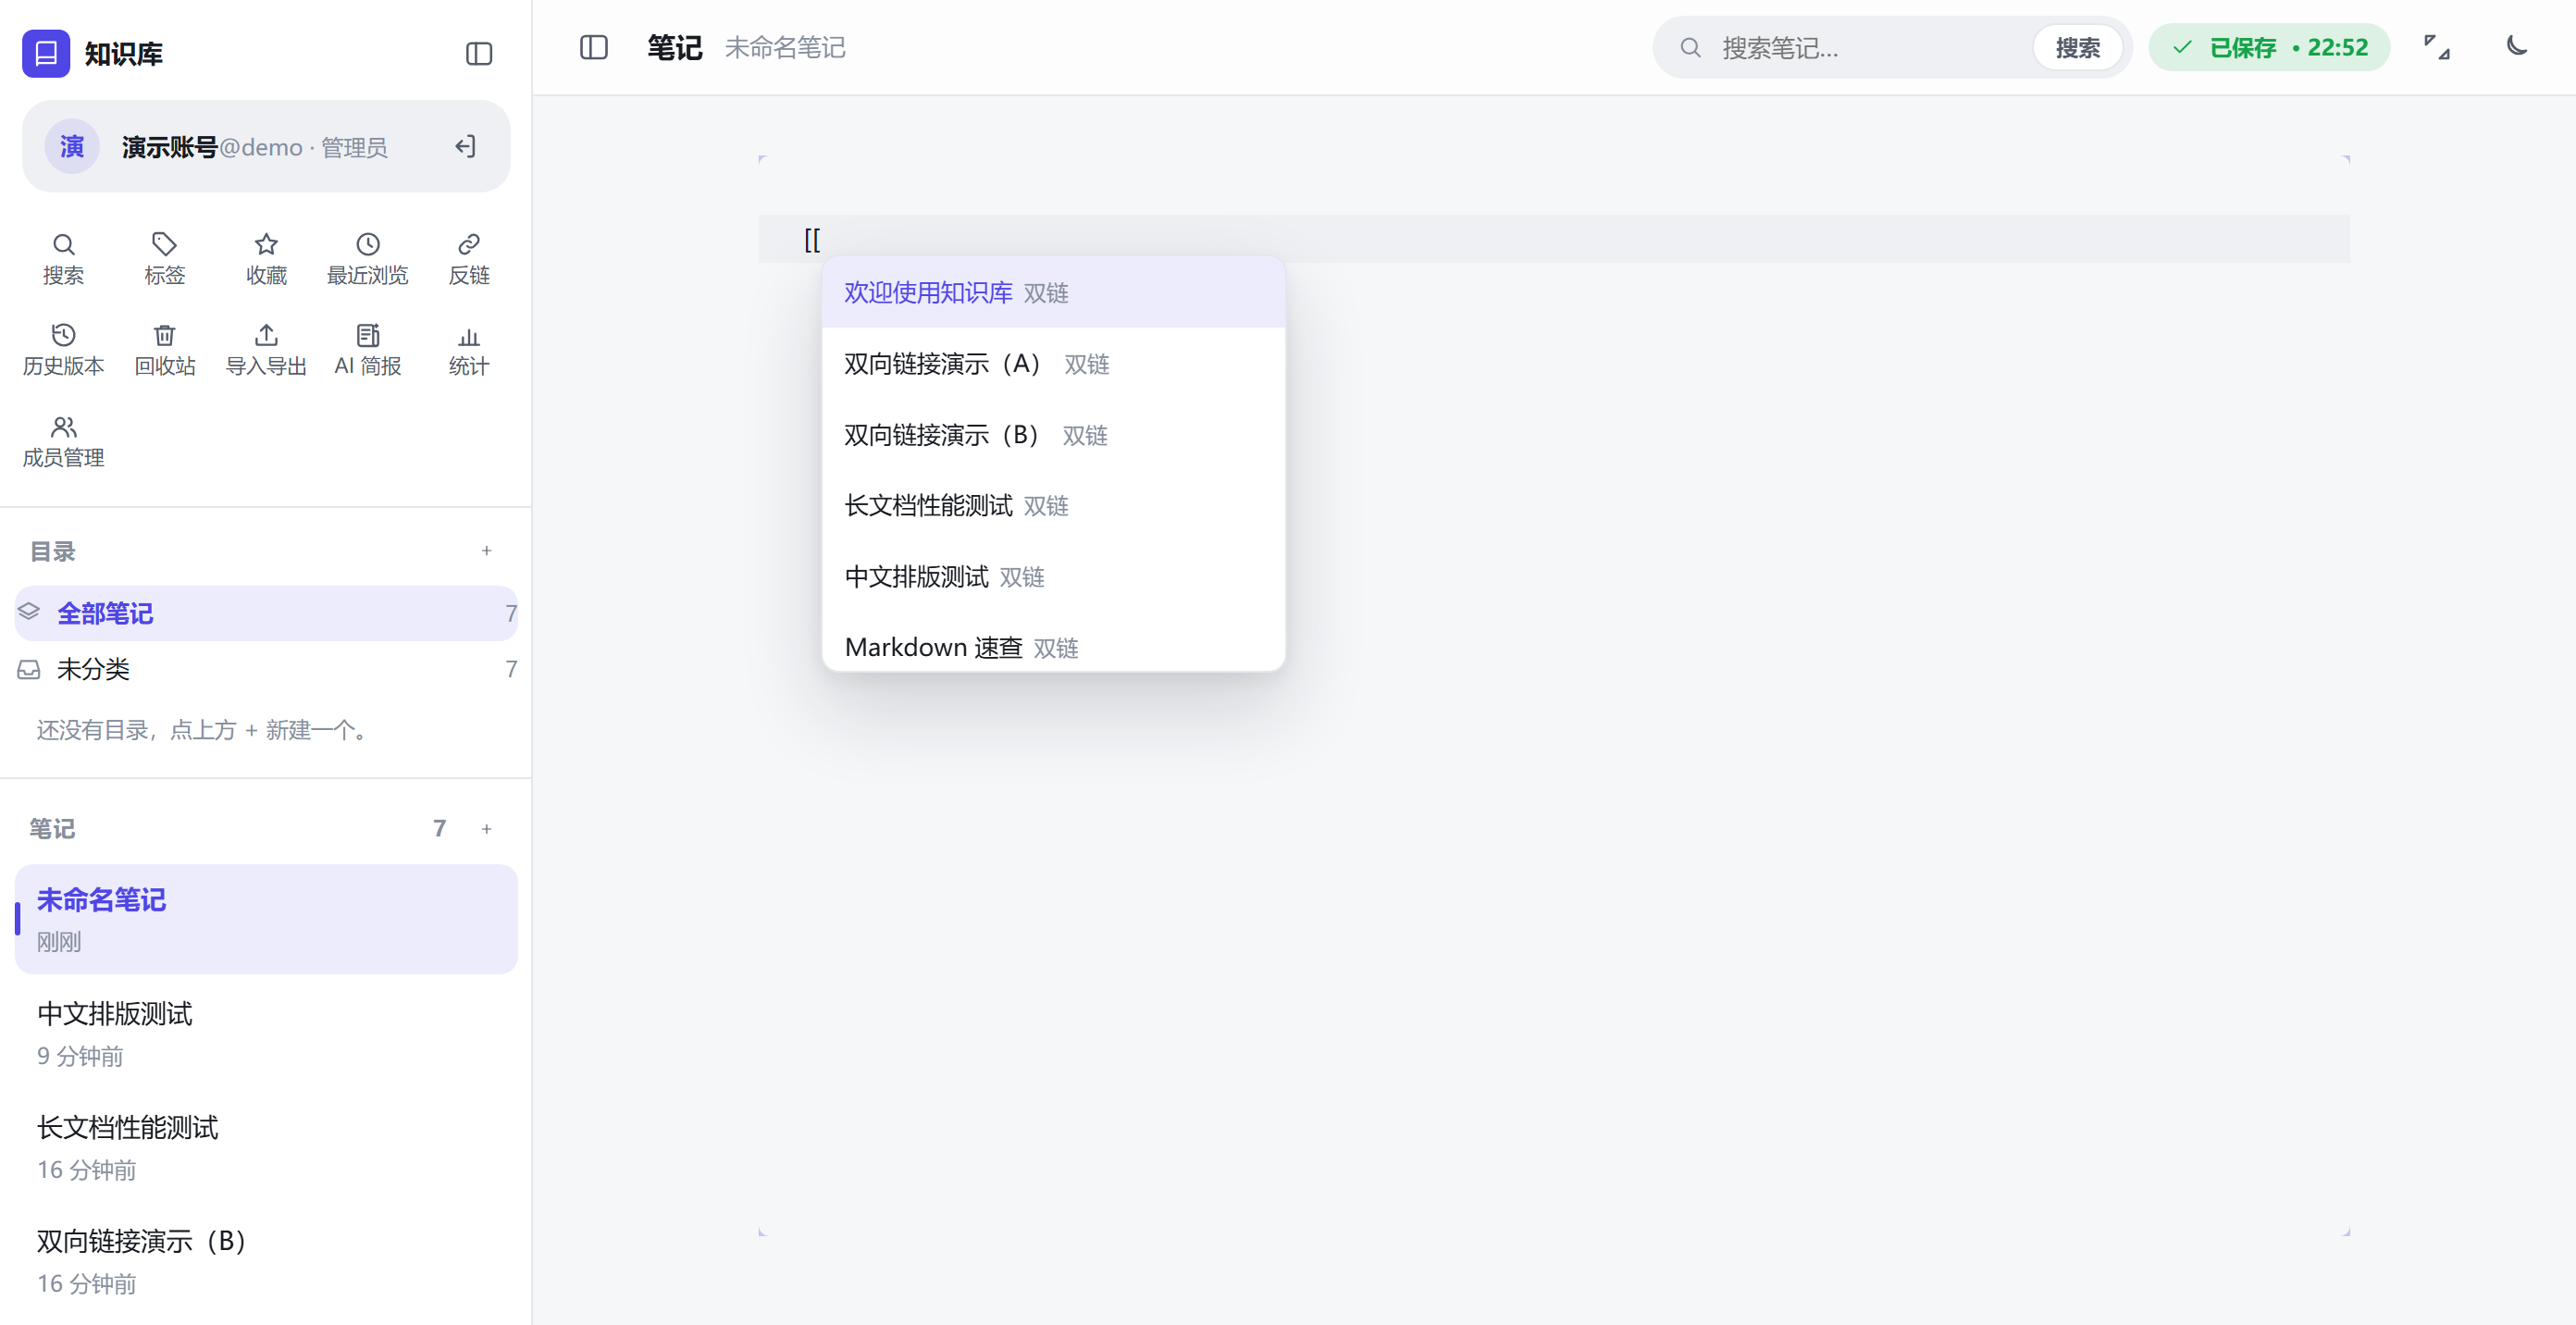 知识库
演 演示账号@demo · 管理员
搜索 标签 收藏 最近浏览 反链
历史版本 回收站 导入导出 AI 简报 统计
成员管理
目录 +
全部笔记 7
未分类 7
还没有目录，点上方 + 新建一个。
笔记 7 +
未命名笔记
刚刚
中文排版测试
9 分钟前
长文档性能测试
16 分钟前
双向链接演示（B）
16 分钟前
笔记 未命名笔记
搜索笔记... 搜索 已保存 • 22:52
[[
欢迎使用知识库 双链
双向链接演示（A） 双链
双向链接演示（B） 双链
长文档性能测试 双链
中文排版测试 双链
Markdown 速查 双链